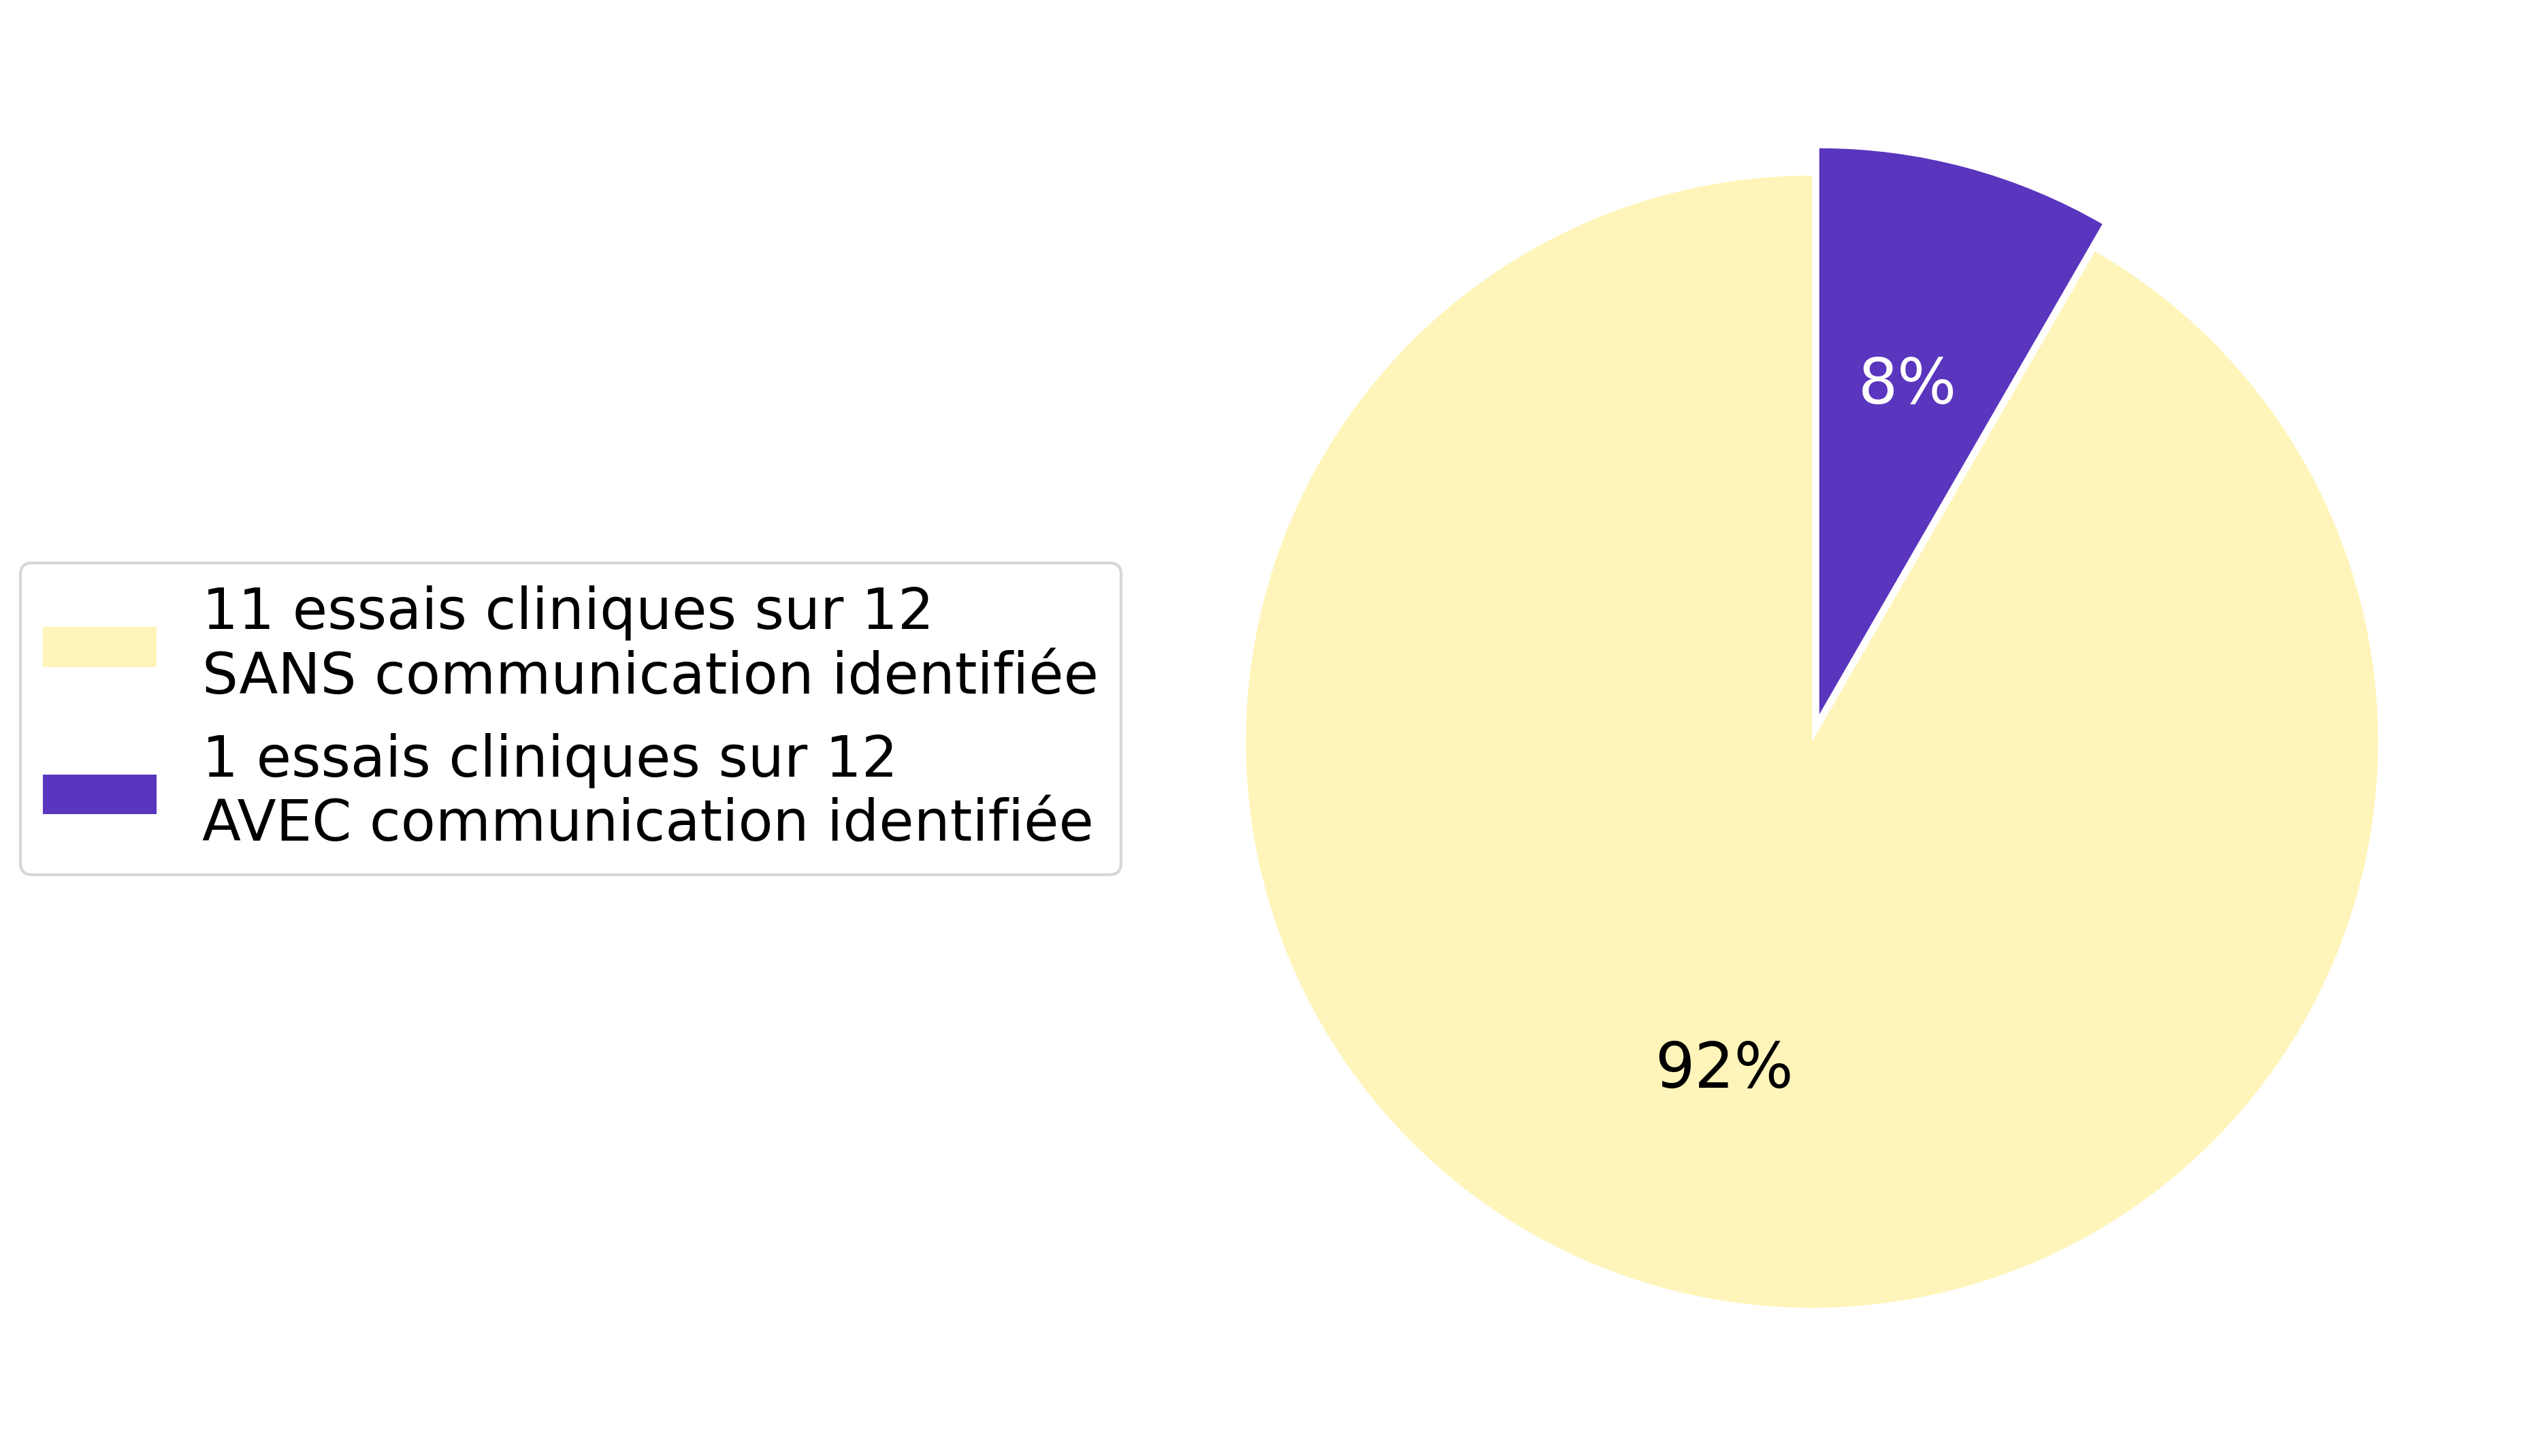 11 essais cliniques sur 12
SANS communication identifiée
1 essais cliniques sur 12
AVEC communication identifiée
8%
92%